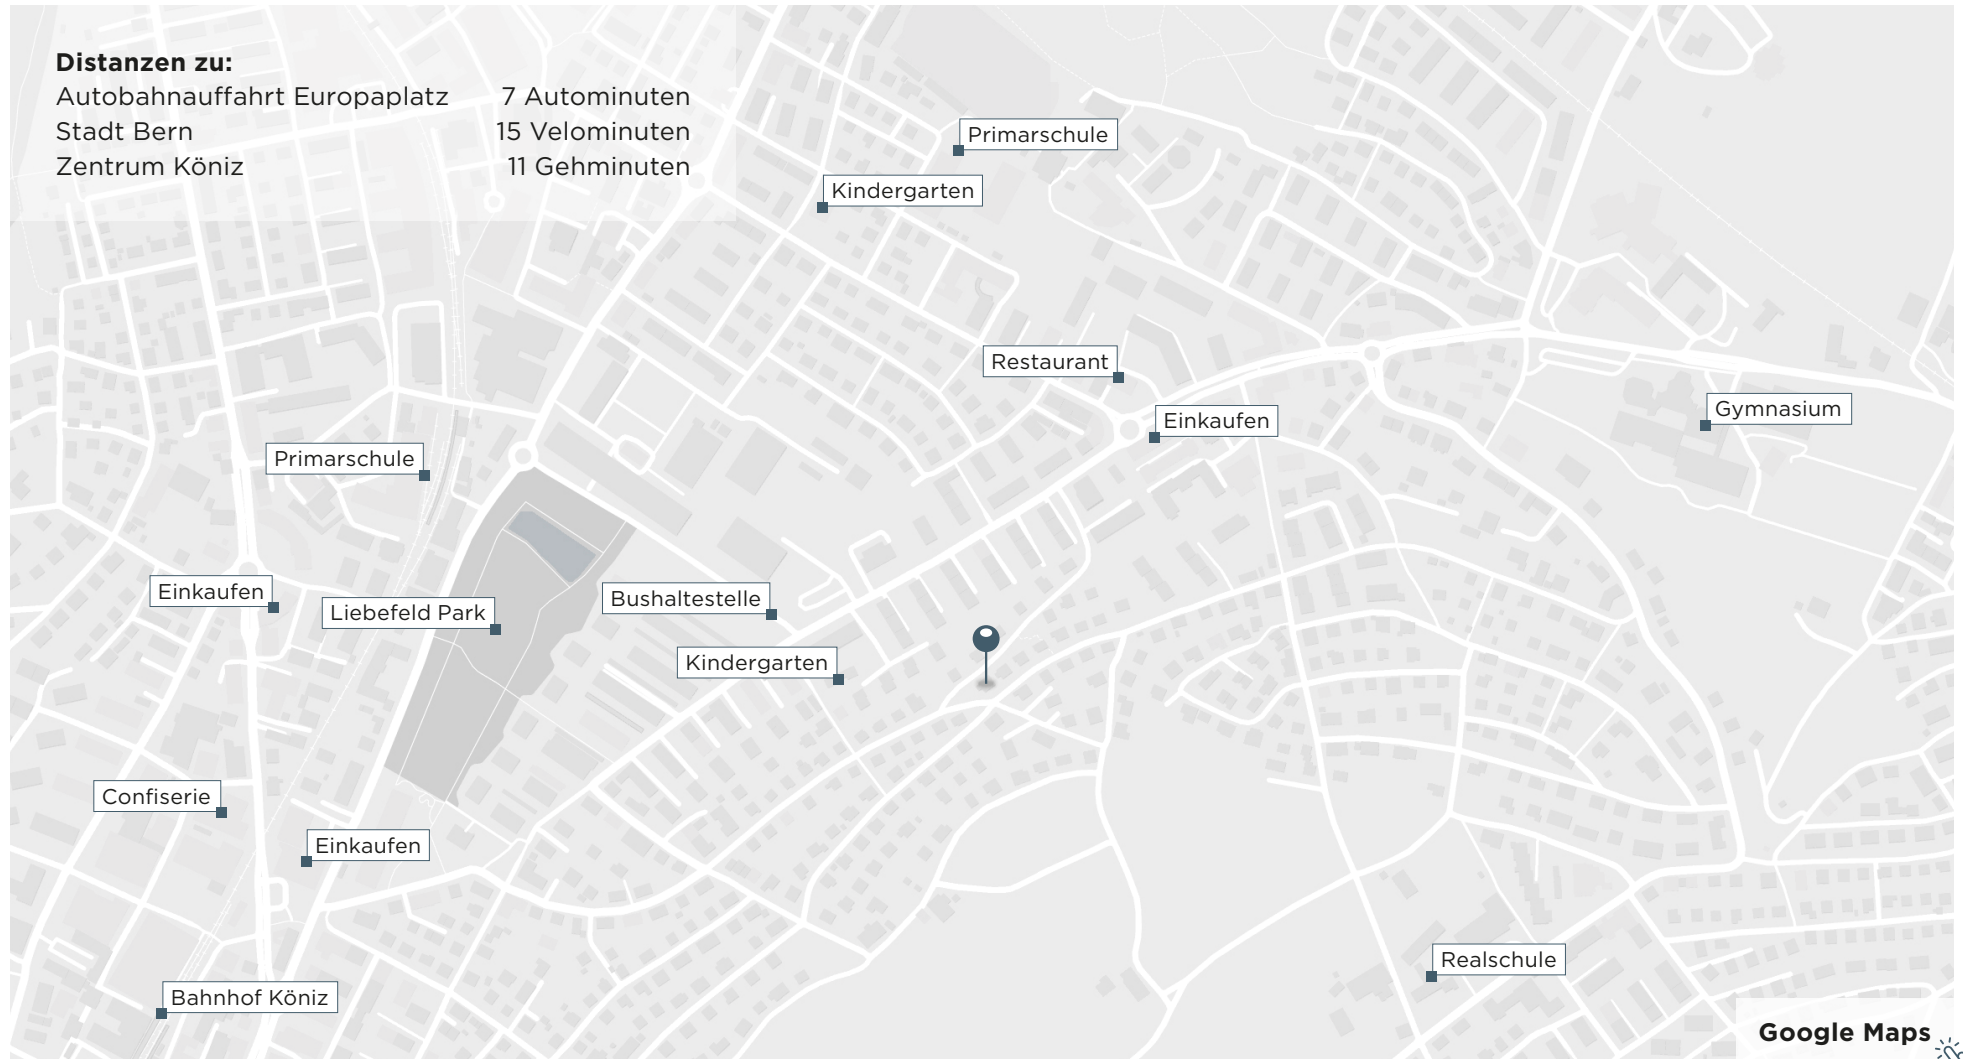 Distanzen zu:
Autobahnauffahrt Europaplatz 7 Autominuten
Stadt Bern 15 Velominuten
Zentrum Köniz 11 Gehminuten
Primarschule
Kindergarten
Restaurant
Einkaufen
Gymnasium
Primarschule
Einkaufen
Liebefeld Park
Bushaltestelle
Kindergarten
Confiserie
Einkaufen
Realschule
Bahnhof Köniz
Google Maps